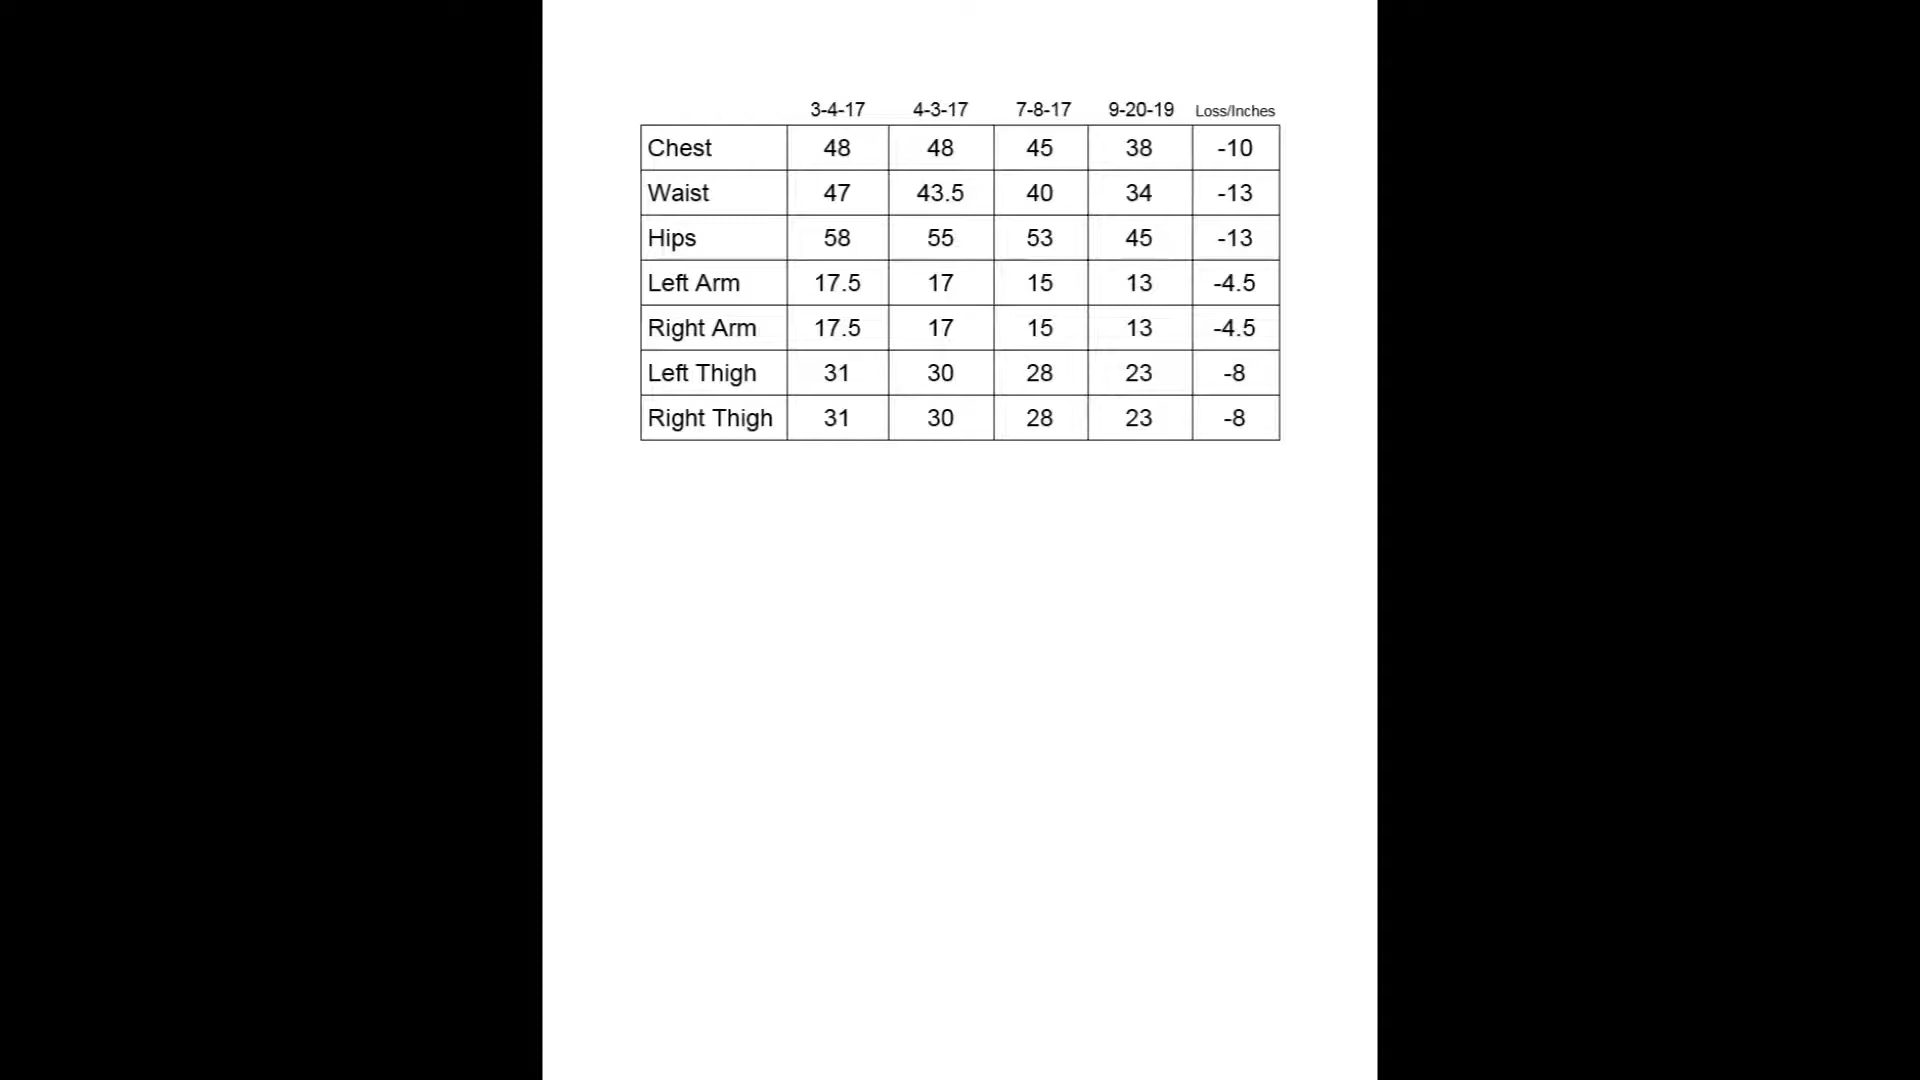 3-4-17 4-3-17 7-8-17 9-20-19 Loss/Inches
Chest 48 48 45 38 -10
Waist 47 43.5 40 34 -13
Hips 58 55 53 45 -13
Left Arm 17.5 17 15 13 -4.5
Right Arm 17.5 17 15 13 -4.5
Left Thigh 31 30 28 23 -8
Right Thigh 31 30 28 23 -8